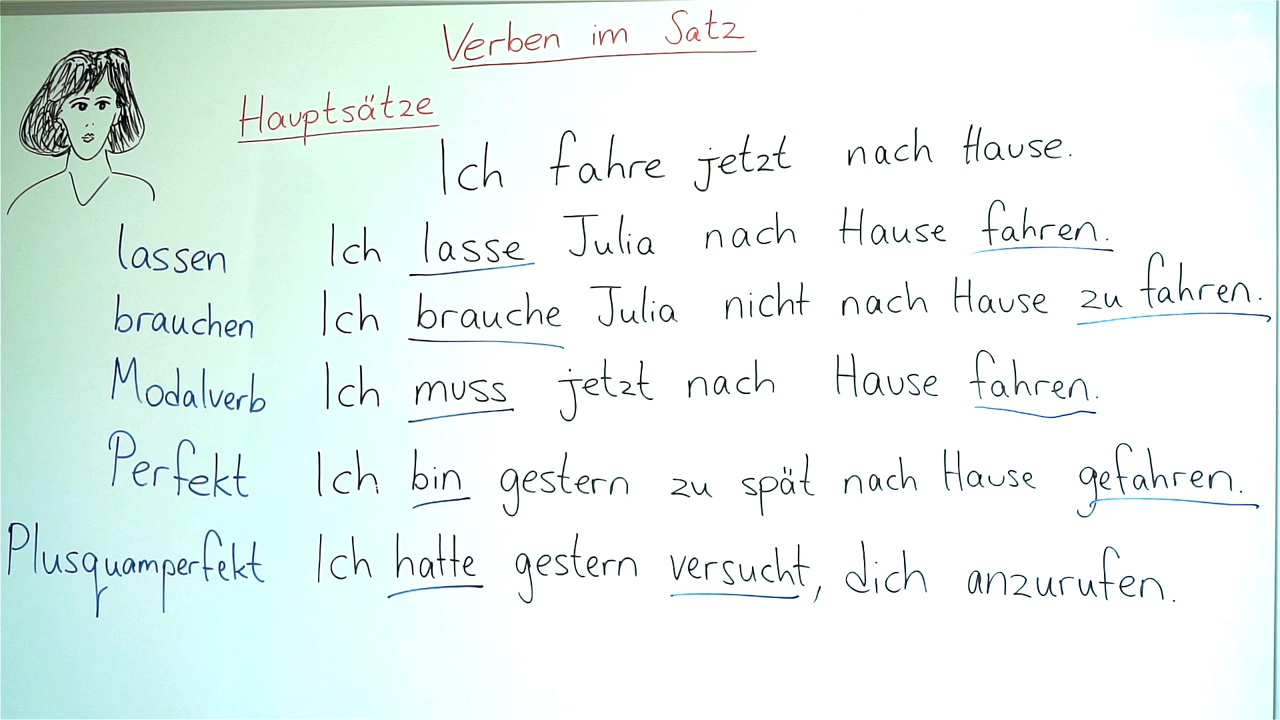 Verben im Satz
Hauptsätze
Ich fahre jetzt nach Hause.
lassen Ich lasse Julia nach Hause fahren.
brauchen Ich brauche Julia nicht nach Hause zu fahren.
Modalverb Ich muss jetzt nach Hause fahren.
Perfekt Ich bin gestern zu spät nach Hause gefahren.
Plusquamperfekt Ich hatte gestern versucht, dich anzurufen.